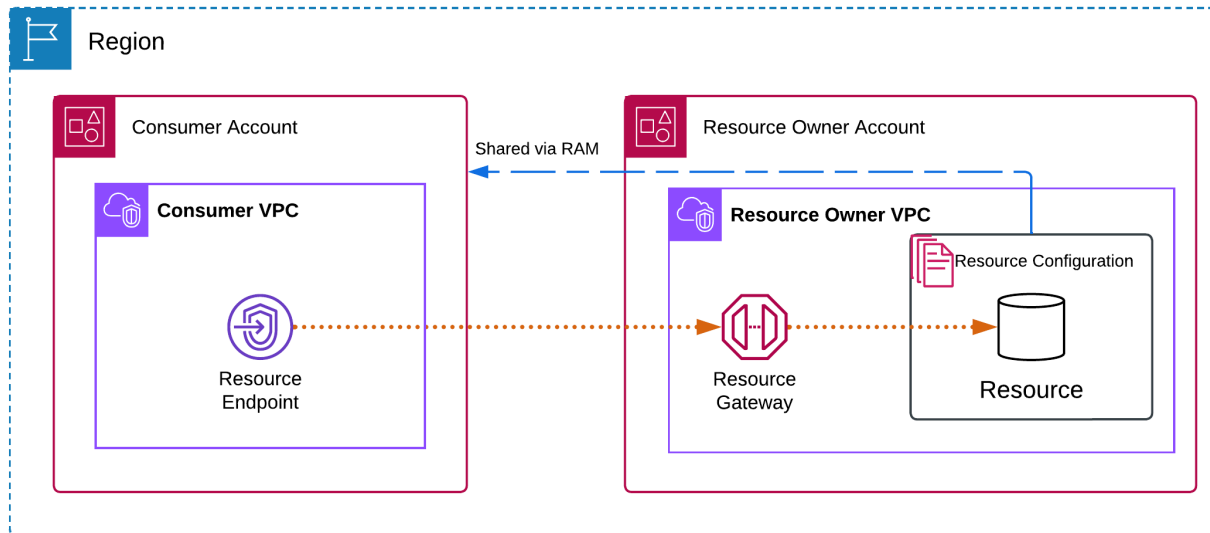 Region
Consumer Account
Shared via RAM
Resource Owner Account
Consumer VPC
Resource Owner VPC
Resource Configuration
Resource
Endpoint
Resource
Gateway
Resource